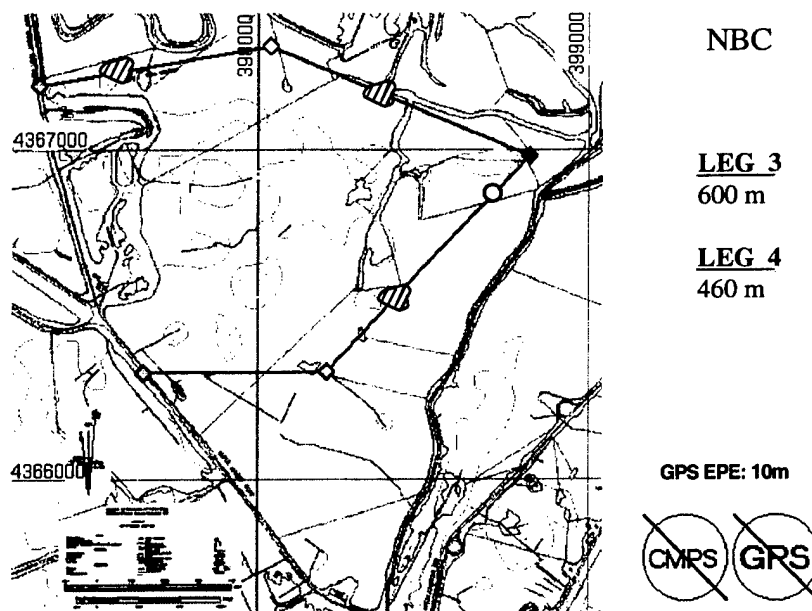 398000
399000
NBC
4367000
LEG 3
600 m
LEG 4
460 m
4366000
GPS EPE: 10m
CMPS
GPS